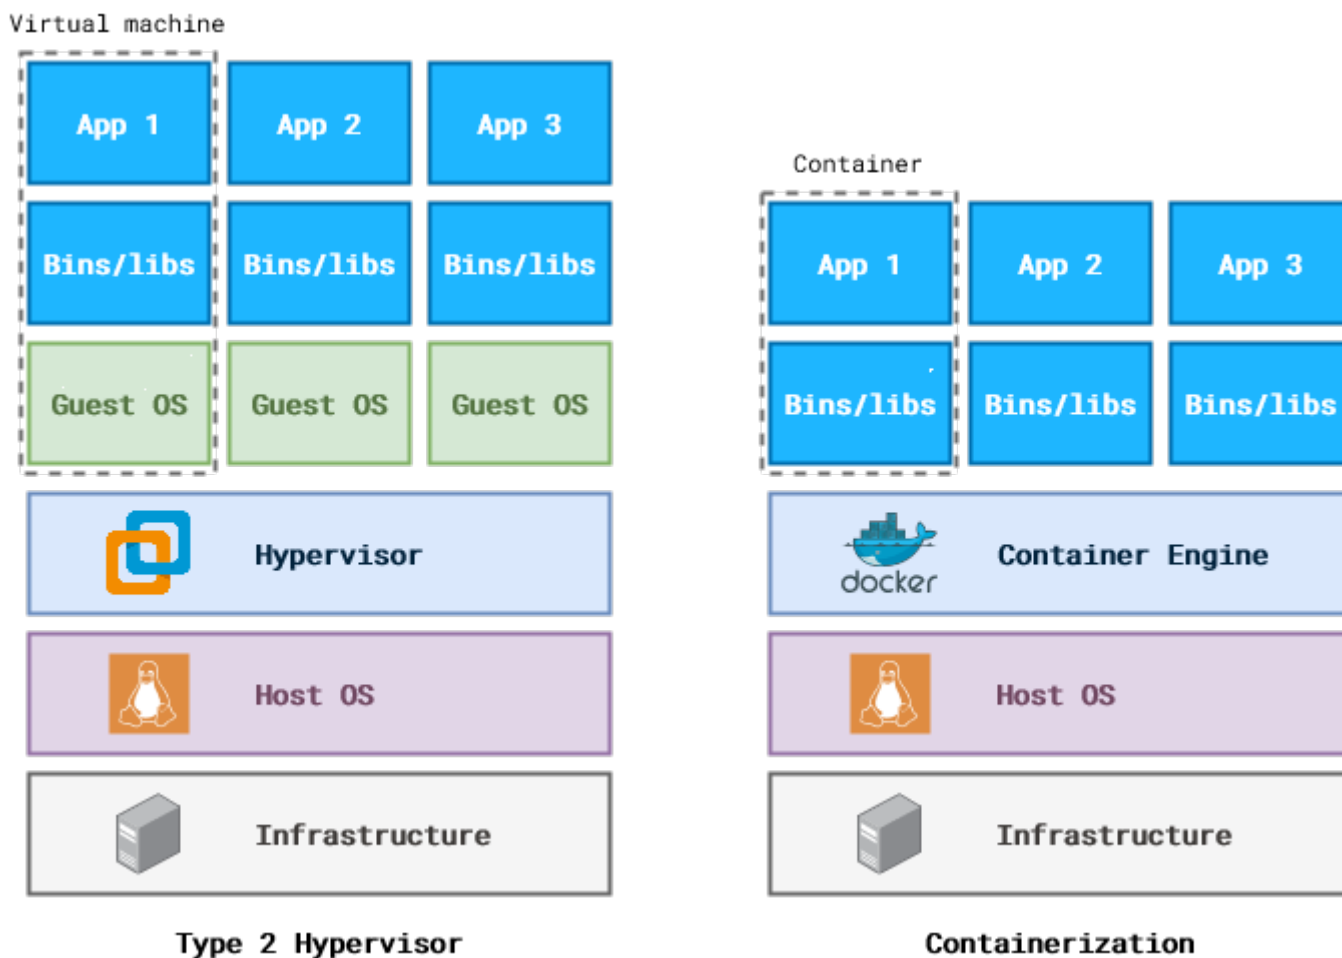 Virtual machine
App 1 App 2 App 3
Bins/libs Bins/libs Bins/libs
Guest OS Guest OS Guest OS
Hypervisor
Host OS
Infrastructure
Type 2 Hypervisor
Container
App 1 App 2 App 3
Bins/libs Bins/libs Bins/libs
docker Container Engine
Host OS
Infrastructure
Containerization